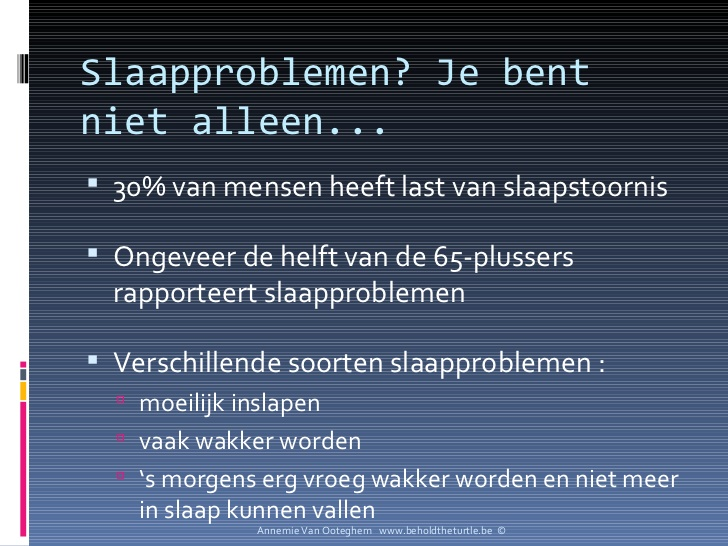 Slaapproblemen? Je bent
niet alleen...
30% van mensen heeft last van slaapstoornis
Ongeveer de helft van de 65-plussers
rapporteert slaapproblemen
Verschillende soorten slaapproblemen :
moeilijk inslapen
vaak wakker worden
‘s morgens erg vroeg wakker worden en niet meer
in slaap kunnen vallen
Annemie Van Ooteghem www.beholdtheturtle.be ©